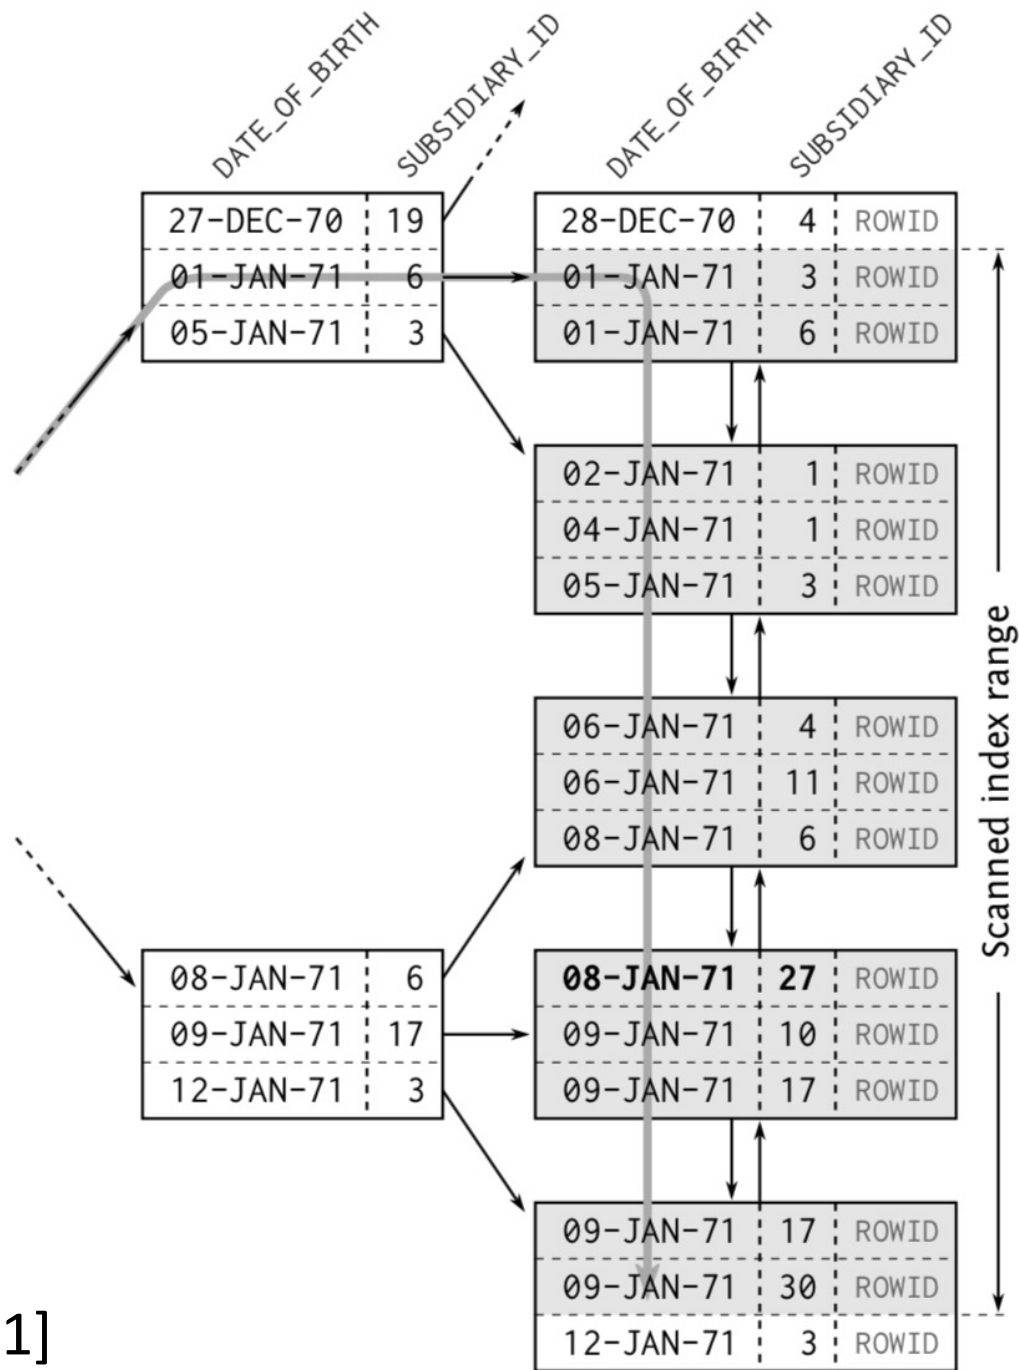 DATE_OF_BIRTH SUBSIDIARY_ID DATE_OF_BIRTH SUBSIDIARY_ID
27-DEC-70 19
01-JAN-71 6
05-JAN-71 3
28-DEC-70 4 ROWID
01-JAN-71 3 ROWID
01-JAN-71 6 ROWID
02-JAN-71 1 ROWID
04-JAN-71 1 ROWID
05-JAN-71 3 ROWID
06-JAN-71 4 ROWID
06-JAN-71 11 ROWID
08-JAN-71 6 ROWID
08-JAN-71 6
09-JAN-71 17
12-JAN-71 3
08-JAN-71 27 ROWID
09-JAN-71 10 ROWID
09-JAN-71 17 ROWID
09-JAN-71 17 ROWID
09-JAN-71 30 ROWID
12-JAN-71 3 ROWID
Scanned index range
1]